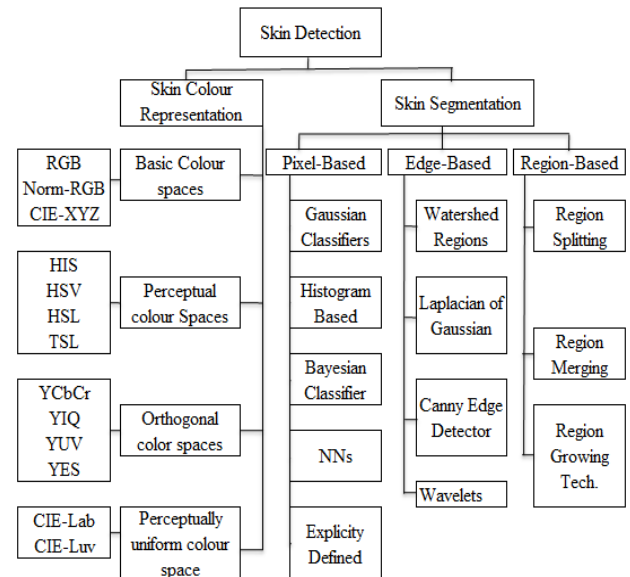 Skin Detection
Skin Colour
Representation
Skin Segmentation
RGB
Norm-RGB
CIE-XYZ
Basic Colour
spaces
Pixel-Based
Edge-Based
Region-Based
Gaussian
Classifiers
Watershed
Regions
Region
Splitting
HIS
HSV
HSL
TSL
Perceptual
colour Spaces
Histogram
Based
Laplacian of
Gaussian
Region
Merging
Bayesian
Classifier
YCbCr
YIQ
YUV
YES
Orthogonal
color spaces
Canny Edge
Detector
Region
Growing
Tech.
NNs
Wavelets
CIE-Lab
CIE-Luv
Perceptually
uniform colour
space
Explicity
Defined